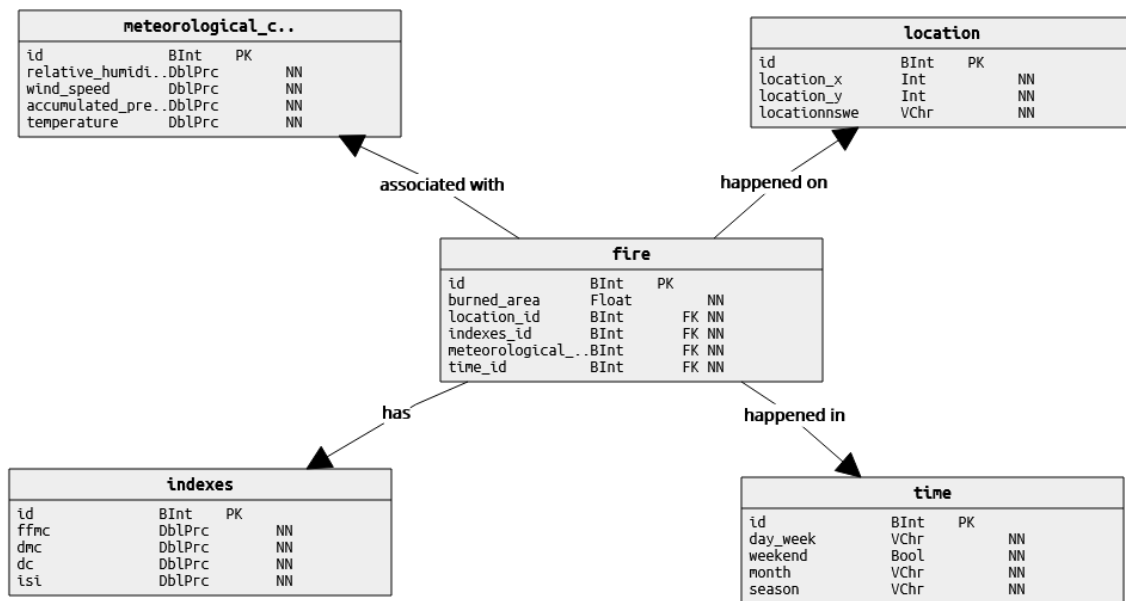 meteorological_c..
id BInt PK
relative_humidi..DblPrc NN
wind_speed DblPrc NN
accumulated_pre..DblPrc NN
temperature DblPrc NN
location
id BInt PK
location_x Int NN
location_y Int NN
locationnswe VChr NN
associated with
happened on
fire
id BInt PK
burned_area Float NN
location_id BInt FK NN
indexes_id BInt FK NN
meteorological_..BInt FK NN
time_id BInt FK NN
has
happened in
indexes
id BInt PK
ffmc DblPrc NN
dmc DblPrc NN
dc DblPrc NN
isi DblPrc NN
time
id BInt PK
day_week VChr NN
weekend Bool NN
month VChr NN
season VChr NN